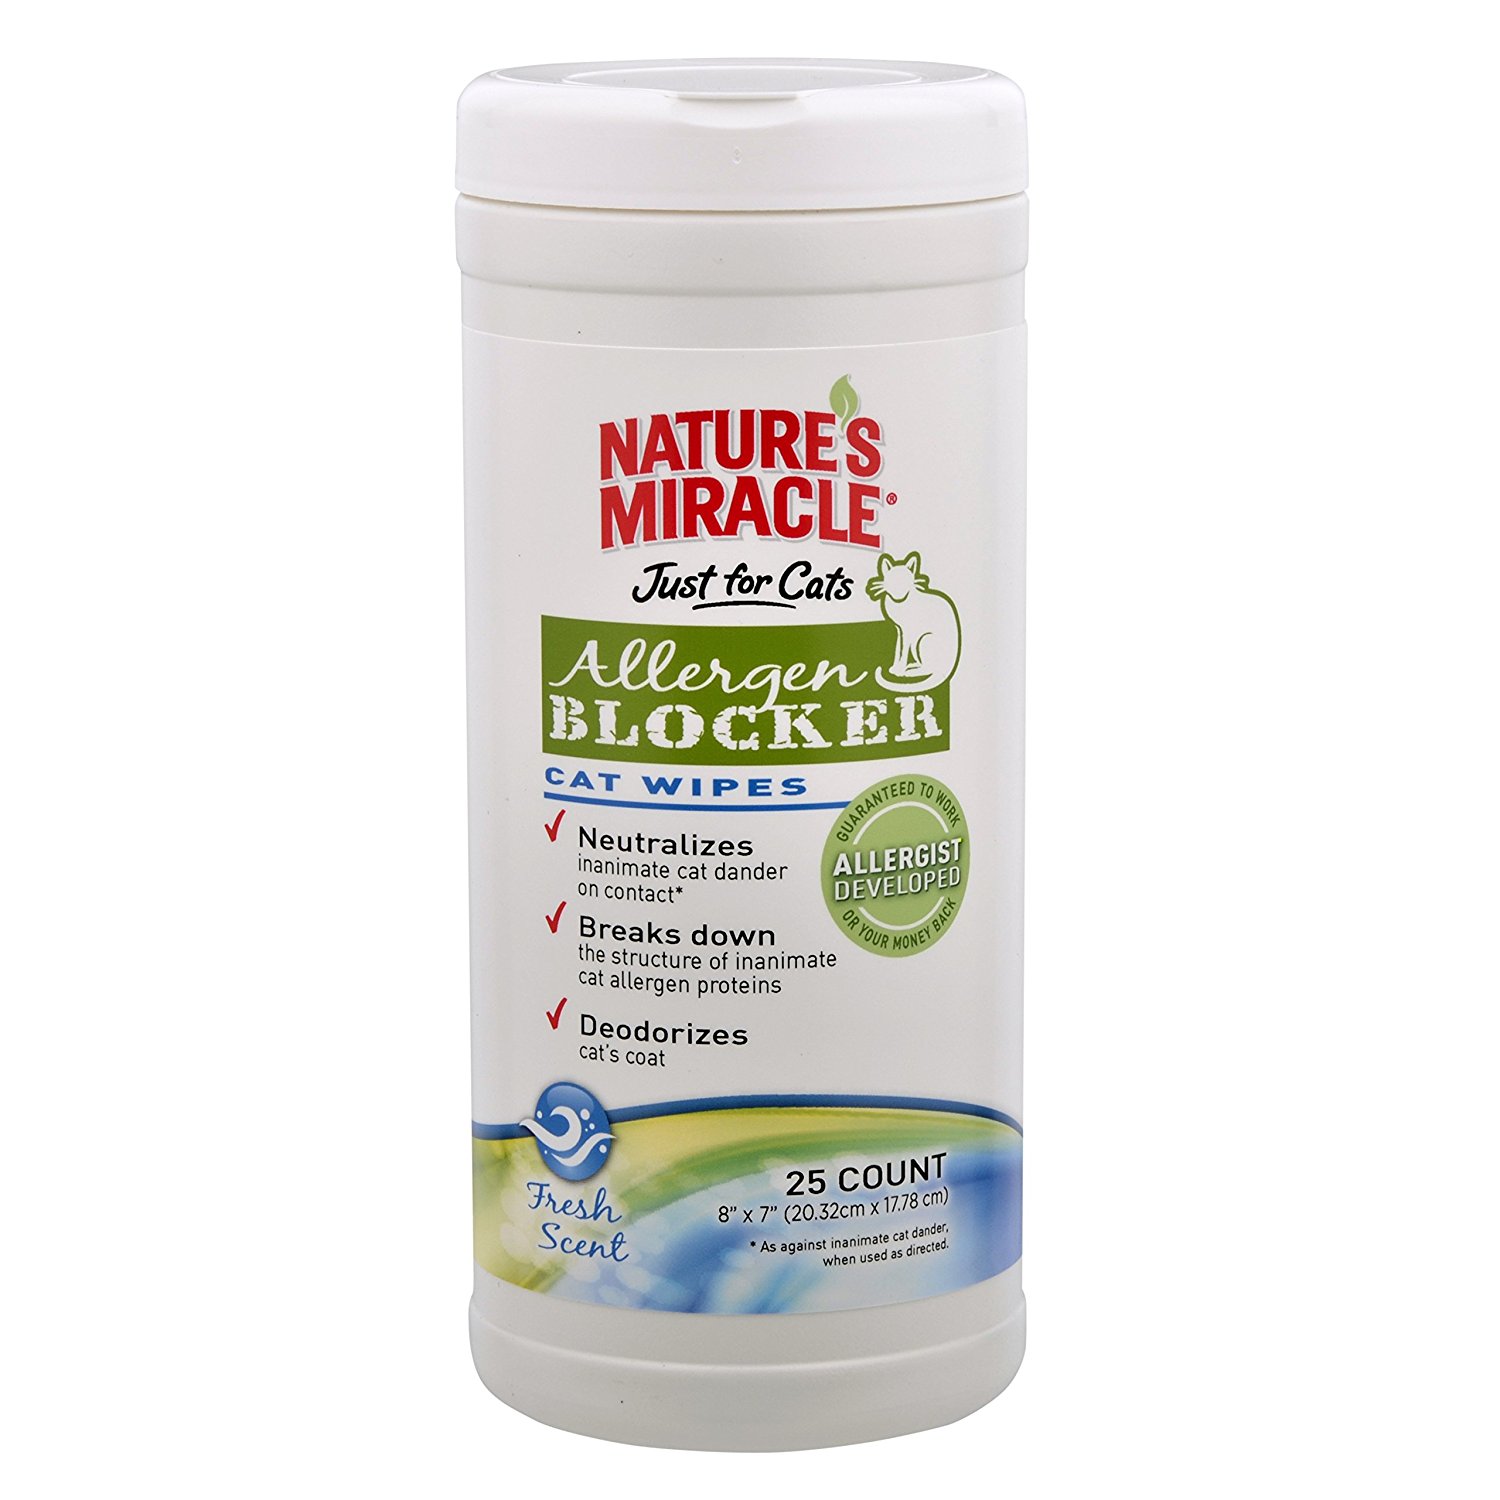 NATURE'S
MIRACLE®
Just for Cats
Allergen
BLOCKER
CAT WIPES
Neutralizes
inanimate cat dander
on contact*
Breaks down
the structure of inanimate
cat allergen proteins
Deodorizes
cat's coat
GUARANTEED TO WORK
ALLERGIST
DEVELOPED
OR YOUR MONEY BACK
Fresh
Scent
25 COUNT
8" x 7" (20.32cm x 17.78 cm)
* As against inanimate cat dander,
when used as directed.